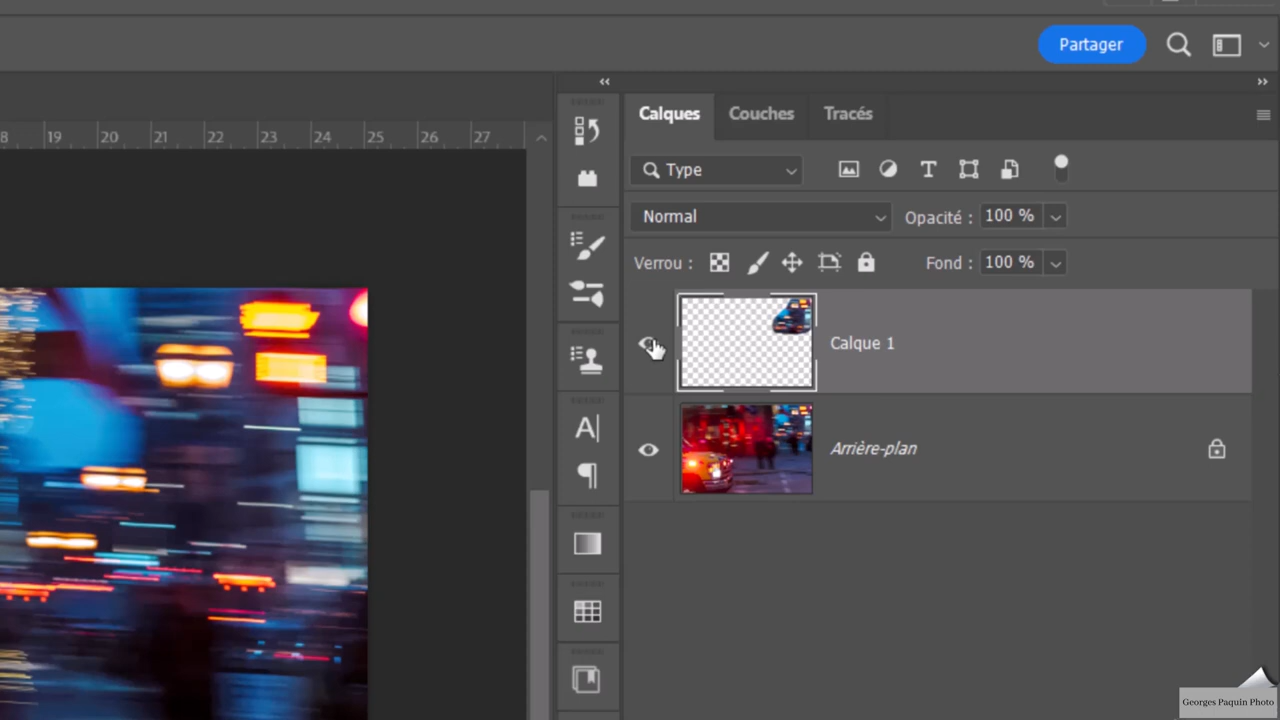 Partager
8 19 20 21 22 23 24 25 26 27
Calques Couches Tracés
Type
Normal Opacité : 100 %
Verrou : Fond : 100 %
Calque 1
Arrière-plan
Georges Paquin Photo